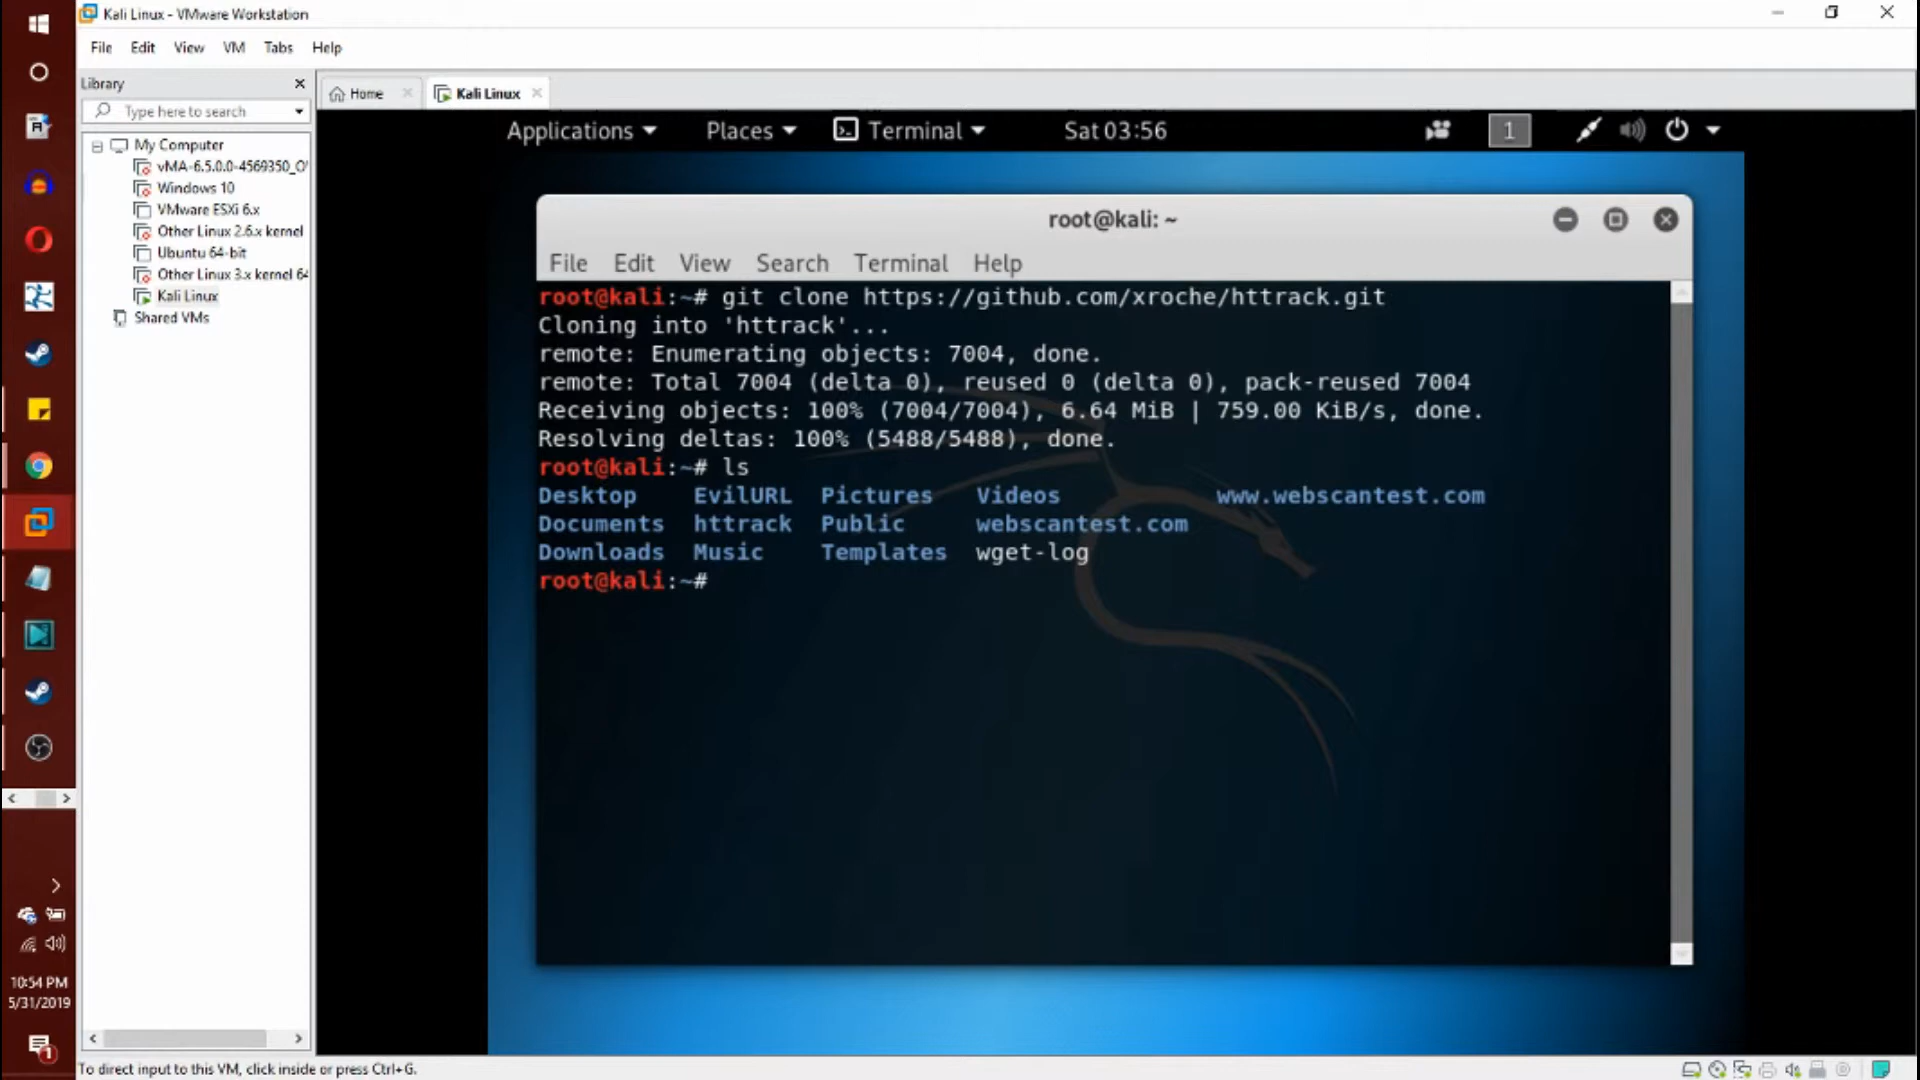 Kali Linux - VMware Workstation
File Edit View VM Tabs Help
Library
Type here to search
My Computer
vMA-6.5.0.0-4569350_O
Windows 10
VMware ESXi 6.x
Other Linux 2.6.x kernel
Ubuntu 64-bit
Other Linux 3.x kernel 64
Kali Linux
Shared VMs
Home
Kali Linux
Applications Places Terminal Sat 03:56 1
root@kali: ~
File Edit View Search Terminal Help
root@kali:~# git clone https://github.com/xroche/httrack.git
Cloning into 'httrack'...
remote: Enumerating objects: 7004, done.
remote: Total 7004 (delta 0), reused 0 (delta 0), pack-reused 7004
Receiving objects: 100% (7004/7004), 6.64 MiB | 759.00 KiB/s, done.
Resolving deltas: 100% (5488/5488), done.
root@kali:~# ls
Desktop EvilURL Pictures Videos www.webscantest.com
Documents httrack Public webscantest.com
Downloads Music Templates wget-log
root@kali:~#
10:54 PM
5/31/2019
1
To direct input to this VM, click inside or press Ctrl+G.